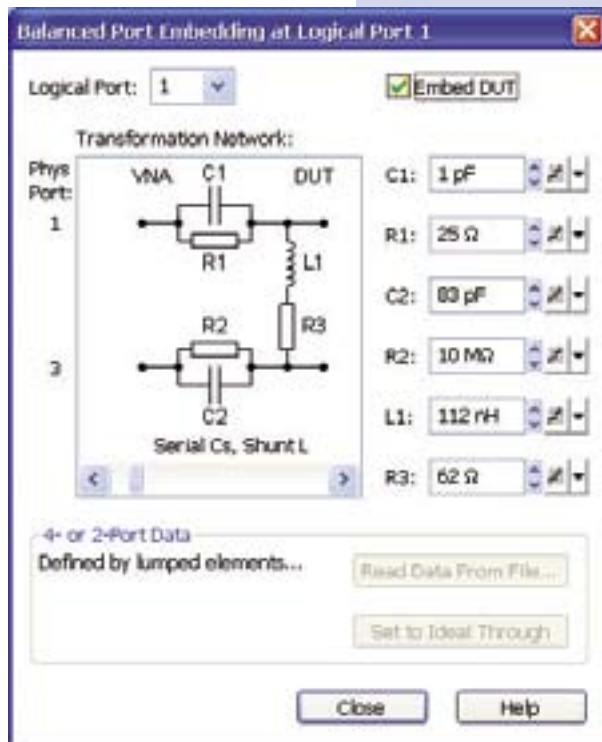 Balanced Port Embedding at Logical Port 1
Logical Port: 1
Embed DUT
Transformation Network:
Phys Port:
VNA C1 DUT
1
R1
L1
R2
R3
3
C2
Serial Cs, Shunt L
C1: 1 pF
R1: 25 Ω
C2: 83 pF
R2: 10 MΩ
L1: 112 nH
R3: 62 Ω
4- or 2-Port Data
Defined by lumped elements...
Read Data From File...
Set to Ideal Through
Close
Help